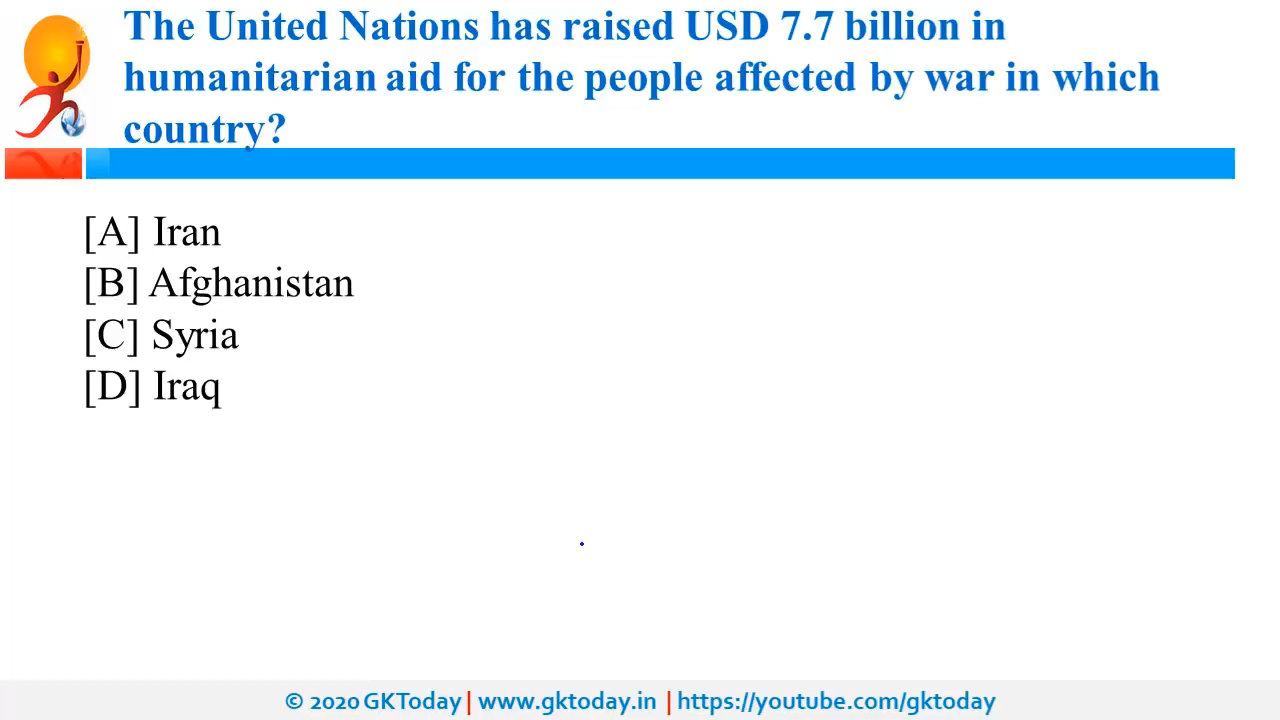 The United Nations has raised USD 7.7 billion in
humanitarian aid for the people affected by war in which
country?
[A] Iran
[B] Afghanistan
[C] Syria
[D] Iraq
© 2020 GKToday | www.gktoday.in | https://youtube.com/gktoday